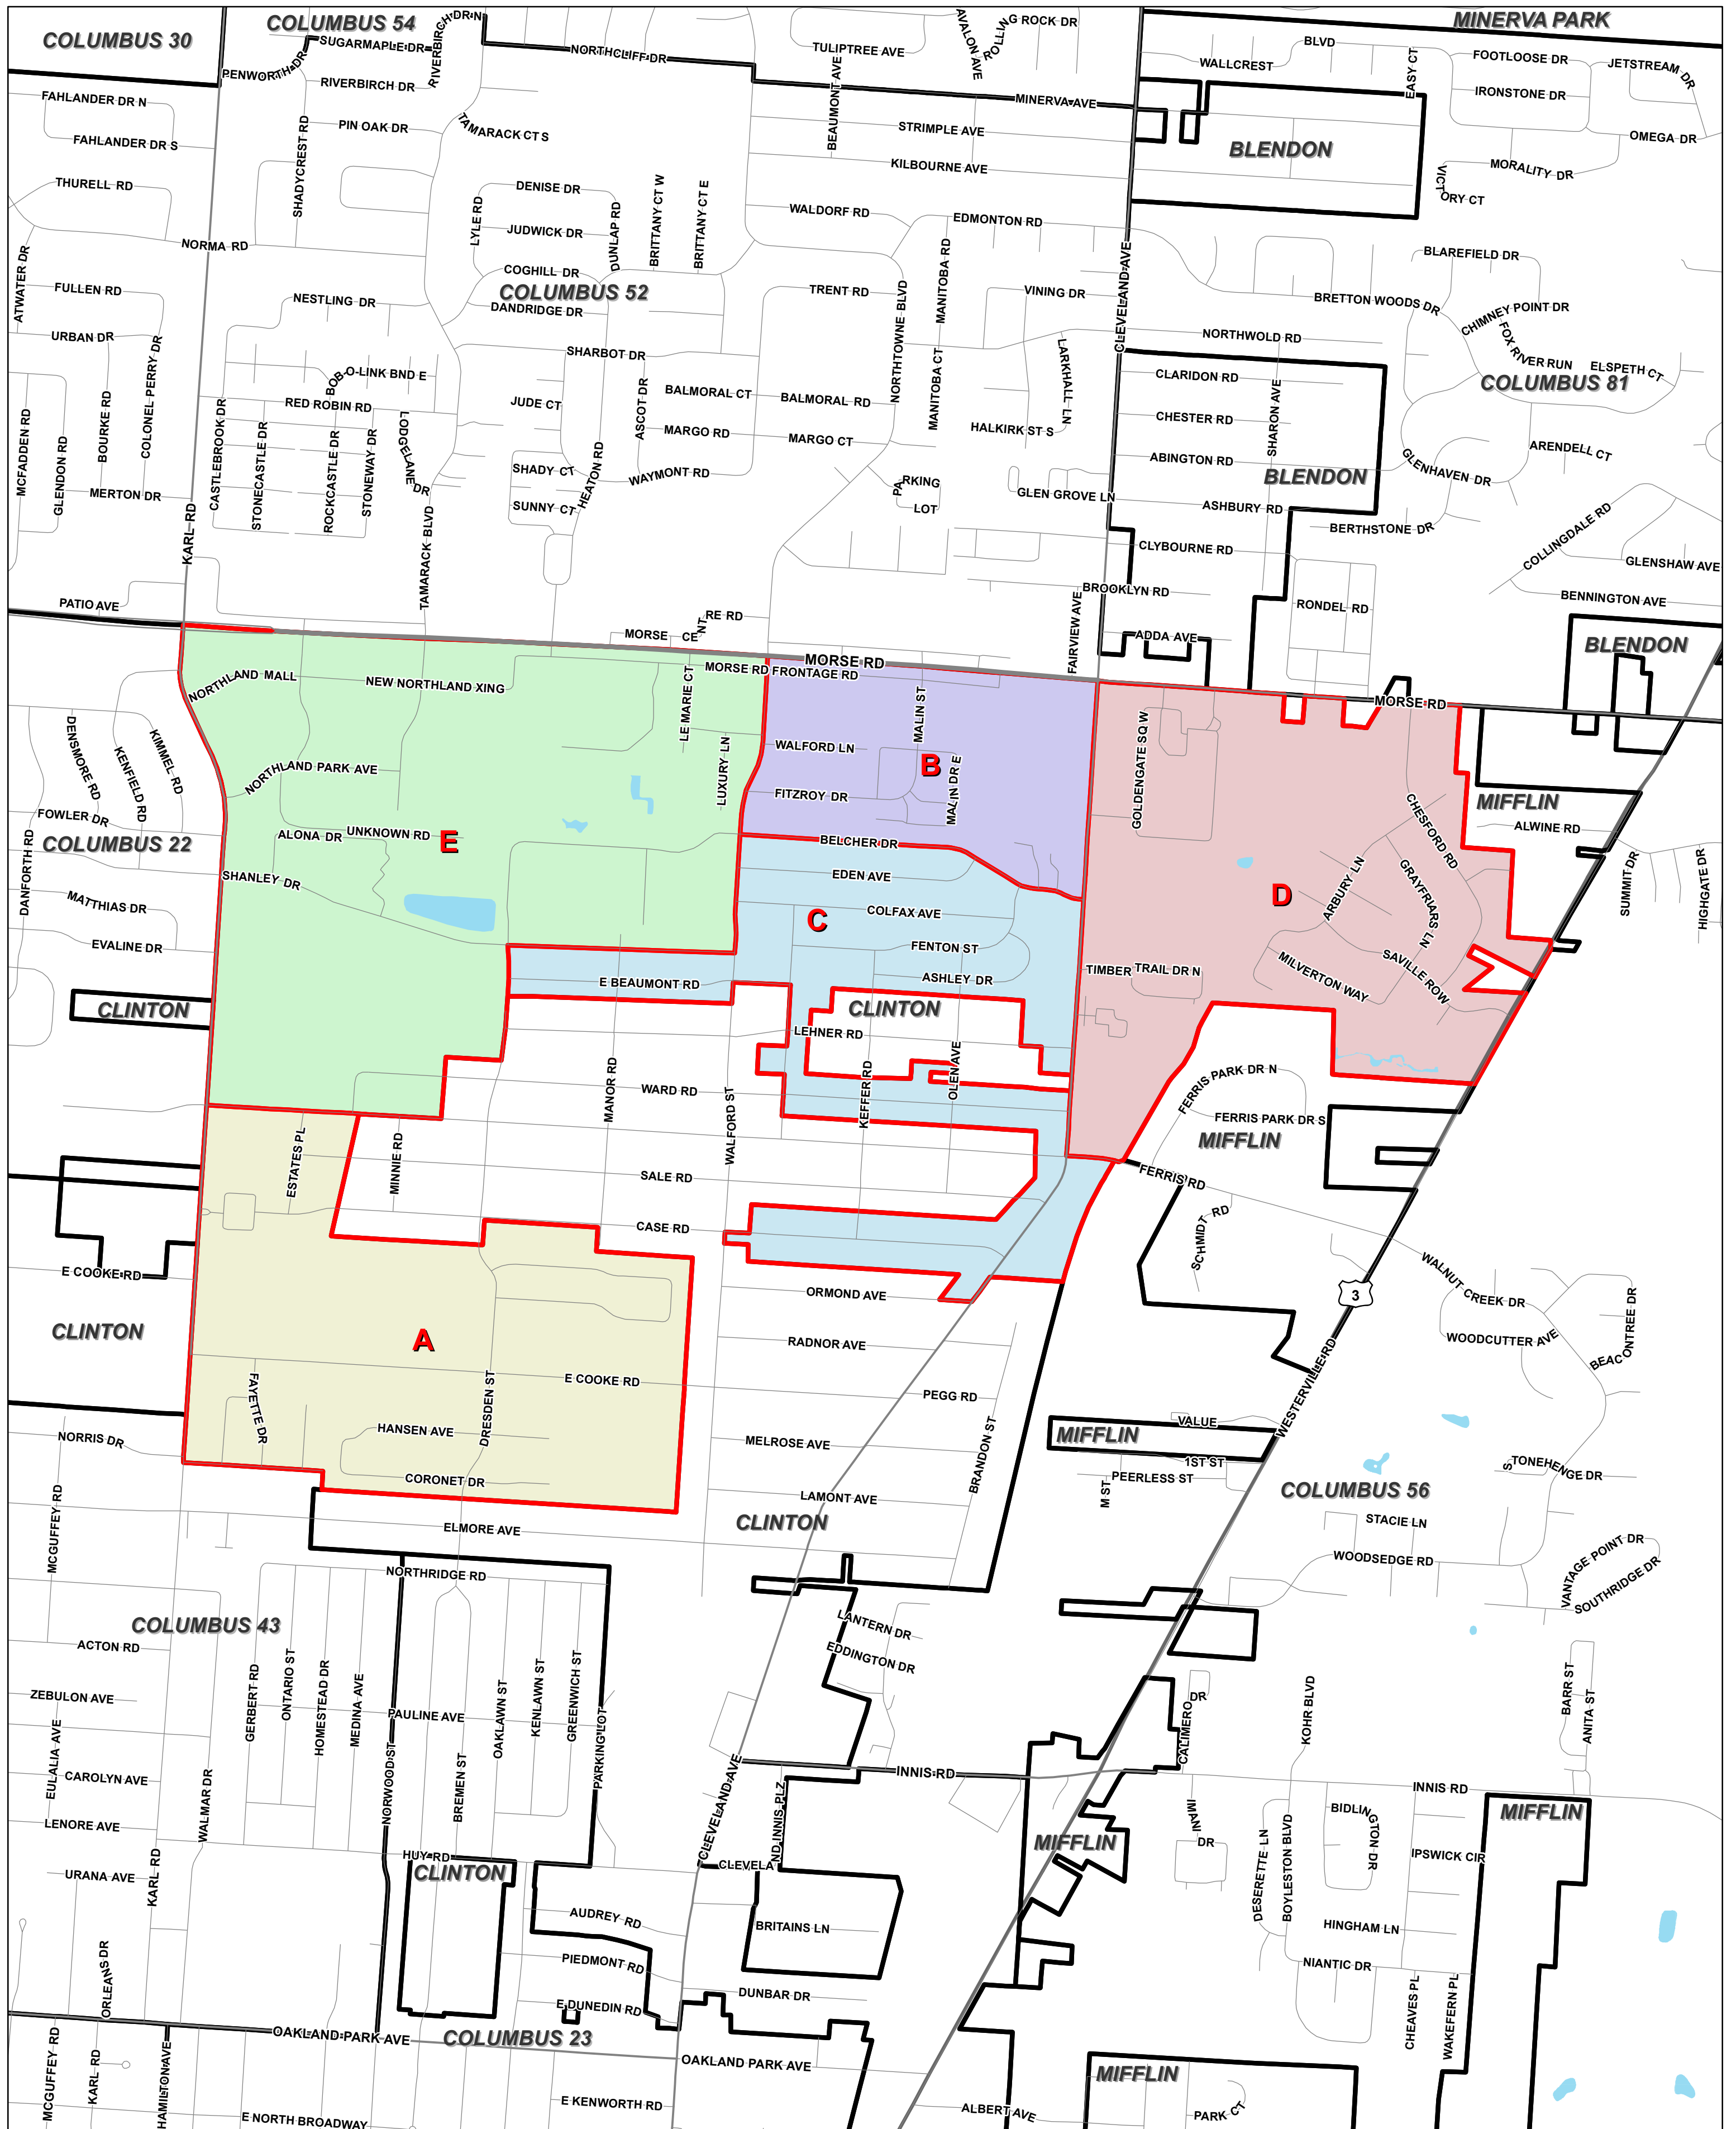 COLUMBUS 30
COLUMBUS 54
MINERVA PARK
SUGARMAPLE DR
RIVERBIRCH DR N
NORTHCLIFF DR
TULIPTREE AVE
AVALON AVE
ROLLING ROCK DR
WALLCREST BLVD
EASY CT
FOOTLOOSE DR
JETSTREAM DR
PENWORTH DR
RIVERBIRCH DR
FAHLANDER DR N
IRONSTONE DR
MINERVA AVE
BEAUMONT AVE
STRIMPLE AVE
PIN OAK DR
TAMARACK CT S
OMEGA DR
FAHLANDER DR S
BLENDON
KILBOURNE AVE
MORALITY DR
SHADYCREST RD
THURELL RD
DENISE DR
VICTORY CT
LYLE RD
JUDWICK DR
DUNLAP RD
BRITTANY CT W
BRITTANY CT E
WALDORF RD
EDMONTON RD
NORMA RD
BLAREFIELD DR
ATWATER DR
COGHILL DR
COLUMBUS 52
MANITOBA RD
CLEVELAND AVE
FULLEN RD
NESTLING DR
DANDRIDGE DR
TRENT RD
NORTHTOWNE BLVD
VINING DR
BRETTON WOODS DR
CHIMNEY POINT DR
URBAN DR
COLONEL PERRY DR
SHARBOT DR
NORTHWOLD RD
FOX RIVER RUN
ELSPETH CT
BOB-O-LINK BND E
CLARIDON RD
COLUMBUS 81
RED ROBIN RD
JUDE CT
ASCOT DR
BALMORAL CT
BALMORAL RD
MANITOBA CT
LARKHALL LN
CHESTER RD
SHARON AVE
MCFADDEN RD
GLENDON RD
BOURKE RD
CASTLEBROOK DR
STONECASTLE DR
ROCKCASTLE DR
STONEWAY DR
LODGELANE DR
MARGO RD
MARGO CT
HALKIRK ST S
ABINGTON RD
BLENDON
GLENHAVEN DR
ARENDELL CT
MERTON DR
SHADY CT
HEATON RD
WAYMONT RD
PARKING LOT
GLEN GROVE LN
ASHBURY RD
SUNNY CT
BERTHSTONE DR
COLLINGDALE RD
KARL RD
TAMARACK BLVD
CLYBOURNE RD
GLENSHAW AVE
PATIO AVE
BROOKLYN RD
RONDEL RD
BENNINGTON AVE
MORSE CENTRE RD
FAIRVIEW AVE
ADDA AVE
BLENDON
MORSE RD
MORSE RD FRONTAGE RD
NORTHLAND MALL
NEW NORTHLAND XING
LE MARIE CT
MALIN ST
GOLDENGATE SQ W
MORSE RD
DENSMORE RD
KENFIELD RD
KIMMEL RD
WALFORD LN
B
NORTHLAND PARK AVE
LUXURY LN
FITZROY DR
MALIN DR E
MIFFLIN
FOWLER DR
COLUMBUS 22
ALONA DR
UNKNOWN RD
E
BELCHER DR
CHESFORD RD
ALWINE RD
DANFORTH RD
SHANLEY DR
EDEN AVE
D
ARBURY LN
GRAYFRIARS LN
SUMMIT DR
HIGHGATE DR
MATTHIAS DR
C
COLFAX AVE
EVALINE DR
FENTON ST
E BEAUMONT RD
ASHLEY DR
TIMBER TRAIL DR N
MILVERTON WAY
SAVILLE ROW
CLINTON
CLINTON
LEHNER RD
MANOR RD
WARD RD
WALFORD ST
KEFFER RD
OLEN AVE
FERRIS PARK DR N
FERRIS PARK DR S
MIFFLIN
ESTATES PL
MINNIE RD
SALE RD
FERRIS RD
CASE RD
SCHMIDT RD
E COOKE RD
WALNUT CREEK DR
3
ORMOND AVE
CLINTON
A
RADNOR AVE
WOODCUTTER AVE
BEACONTREE DR
WESTERVILLE RD
FAYETTE DR
DRESDEN ST
E COOKE RD
PEGG RD
HANSEN AVE
VALUE
MIFFLIN
NORRIS DR
MELROSE AVE
BRANDON ST
1ST ST
CORONET DR
PEERLESS ST
M ST
COLUMBUS 56
STONEHENGE DR
LAMONT AVE
MCGUFFEY RD
ELMORE AVE
CLINTON
STACIE LN
WOODSEDGE RD
VANTAGE POINT DR
SOUTHRIDGE DR
NORTHRIDGE RD
COLUMBUS 43
LANTERN DR
ACTON RD
EDDINGTON DR
GERBERT RD
ONTARIO ST
HOMESTEAD DR
MEDINA AVE
OAKLAWN ST
KENLAWN ST
GREENWICH ST
ZEBULON AVE
PAULINE AVE
PARKING LOT
CALIMERO DR
KOHR BLVD
BARR ST
ANITA ST
EULALIA AVE
CAROLYN AVE
NORWOOD ST
BREMEN ST
INNIS RD
INNIS RD
WALMAR DR
CLEVELAND AVE
CLEVELAND INNIS PLZ
LENORE AVE
IMANI DR
BIDLINGTON DR
MIFFLIN
HUY RD
CLINTON
MIFFLIN
IPSWICK CIR
URANA AVE
KARL RD
DESERETTE LN
BOYLESTON BLVD
AUDREY RD
BRITAINS LN
HINGHAM LN
PIEDMONT RD
NIANTIC DR
ORLEANS DR
E DUNEDIN RD
DUNBAR DR
CHEAVES PL
WAKEFERN PL
OAKLAND PARK AVE
COLUMBUS 23
OAKLAND PARK AVE
MCGUFFEY RD
KARL RD
HAMILTON AVE
MIFFLIN
E KENWORTH RD
ALBERT AVE
PARK CT
E NORTH BROADWAY